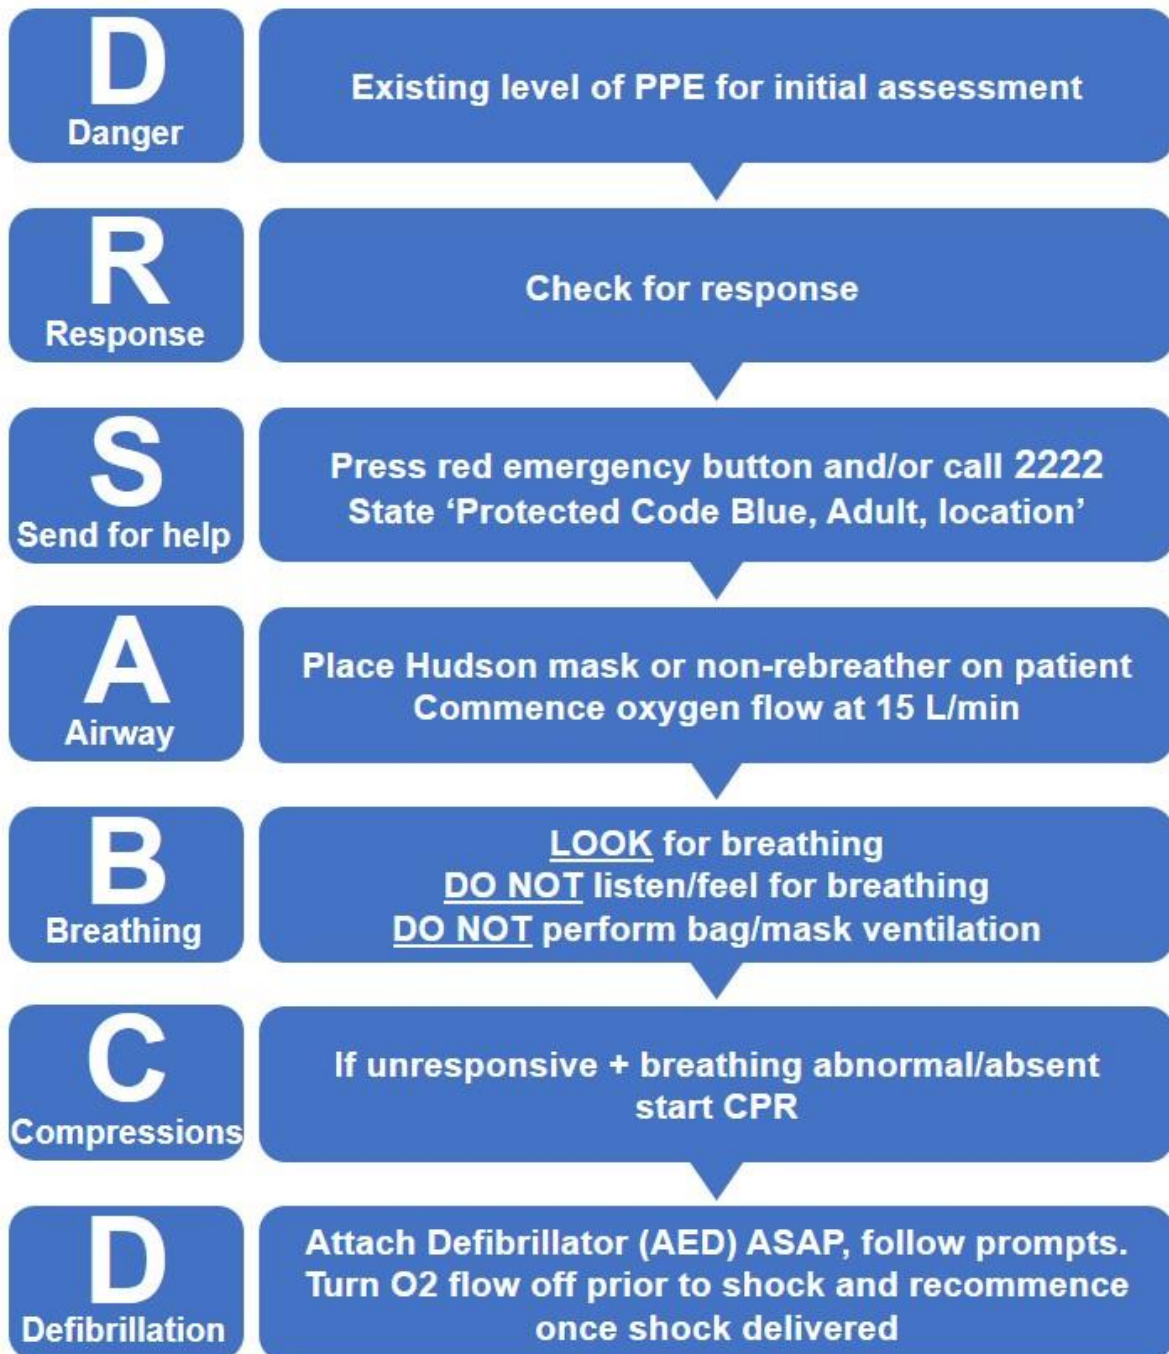 D
Danger
Existing level of PPE for initial assessment
R
Response
Check for response
S
Send for help
Press red emergency button and/or call 2222
State ‘Protected Code Blue, Adult, location’
A
Airway
Place Hudson mask or non-rebreather on patient
Commence oxygen flow at 15 L/min
B
Breathing
LOOK for breathing
DO NOT listen/feel for breathing
DO NOT perform bag/mask ventilation
C
Compressions
If unresponsive + breathing abnormal/absent
start CPR
D
Defibrillation
Attach Defibrillator (AED) ASAP, follow prompts.
Turn O2 flow off prior to shock and recommence
once shock delivered